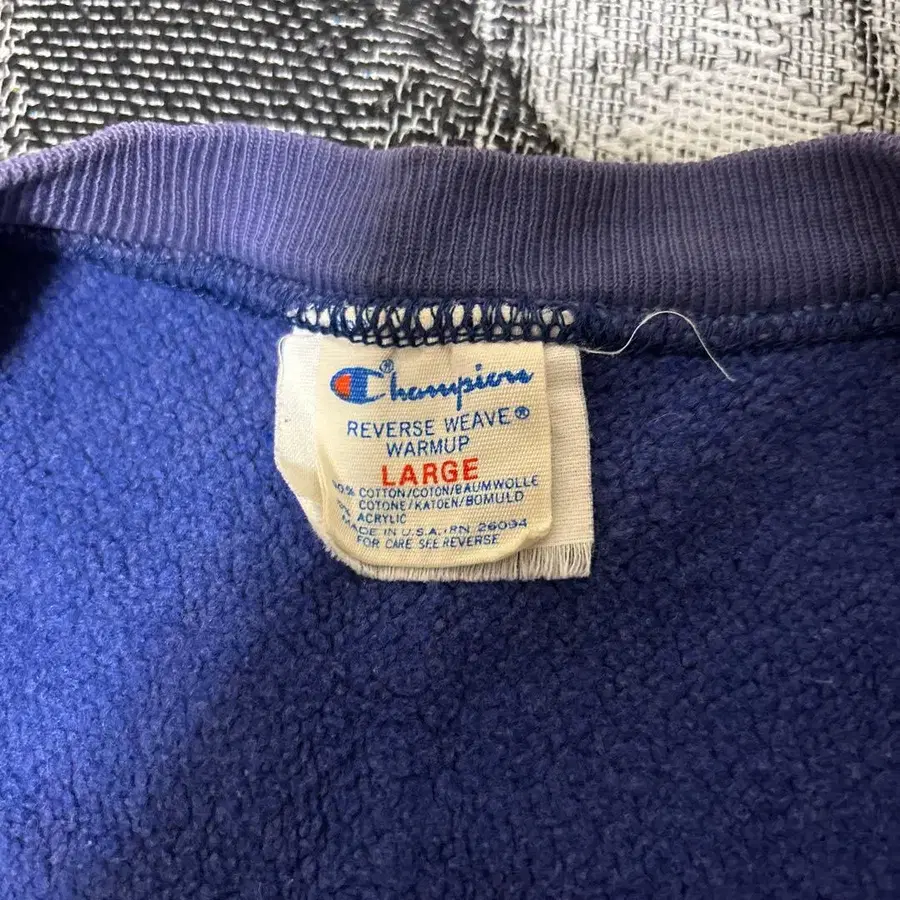 Champion®
REVERSE WEAVE®
WARMUP
LARGE
COTTON/COTON/BAUMWOLLE
COTONE/KATOEN/BOMULD
ACRYLIC
MADE IN U.S.A. RN 26094
FOR CARE SEE REVERSE